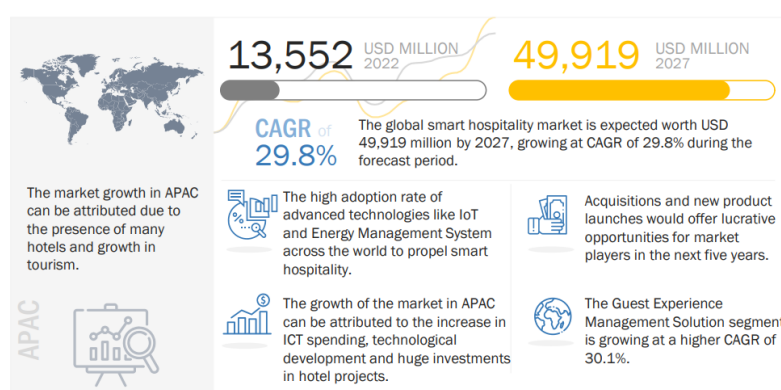 13,552 USD MILLION
2022
49,919 USD MILLION
2027
CAGR of
29.8%
The global smart hospitality market is expected worth USD
49,919 million by 2027, growing at CAGR of 29.8% during the
forecast period.
The market growth in APAC
can be attributed due to
the presence of many
hotels and growth in
tourism.
APAC
The high adoption rate of
advanced technologies like IoT
and Energy Management System
across the world to propel smart
hospitality.
Acquisitions and new product
launches would offer lucrative
opportunities for market
players in the next five years.
The growth of the market in APAC
can be attributed to the increase in
ICT spending, technological
development and huge investments
in hotel projects.
The Guest Experience
Management Solution segment
is growing at a higher CAGR of
30.1%.